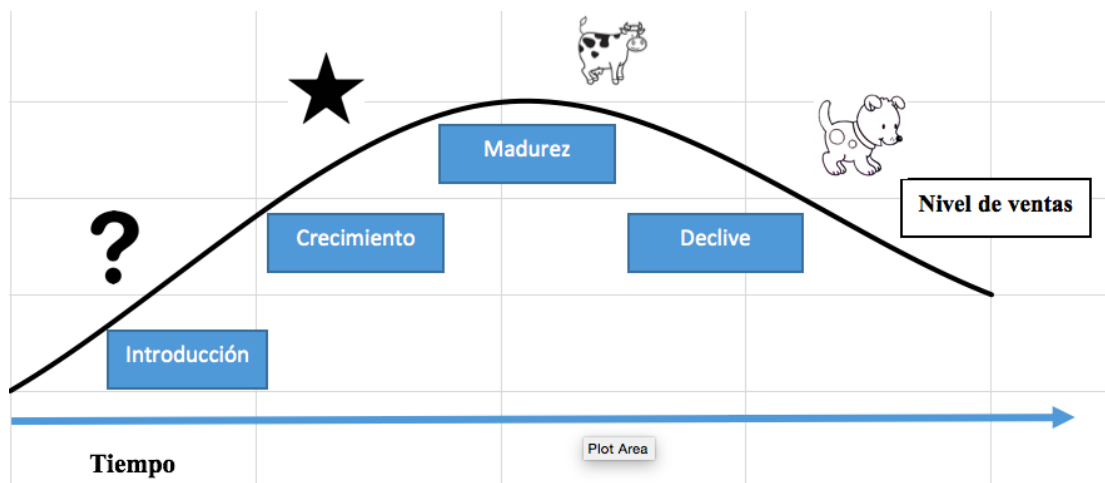 ?
Madurez
Nivel de ventas
Crecimiento
Declive
Introducción
Plot Area
Tiempo